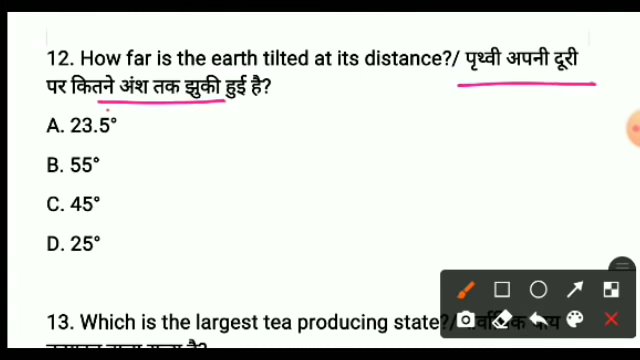 12. How far is the earth tilted at its distance?/ पृथ्वी अपनी दूरी
पर कितने अंश तक झुकी हुई है?
A. 23.5°
B. 55°
C. 45°
D. 25°
13. Which is the largest tea producing state?/